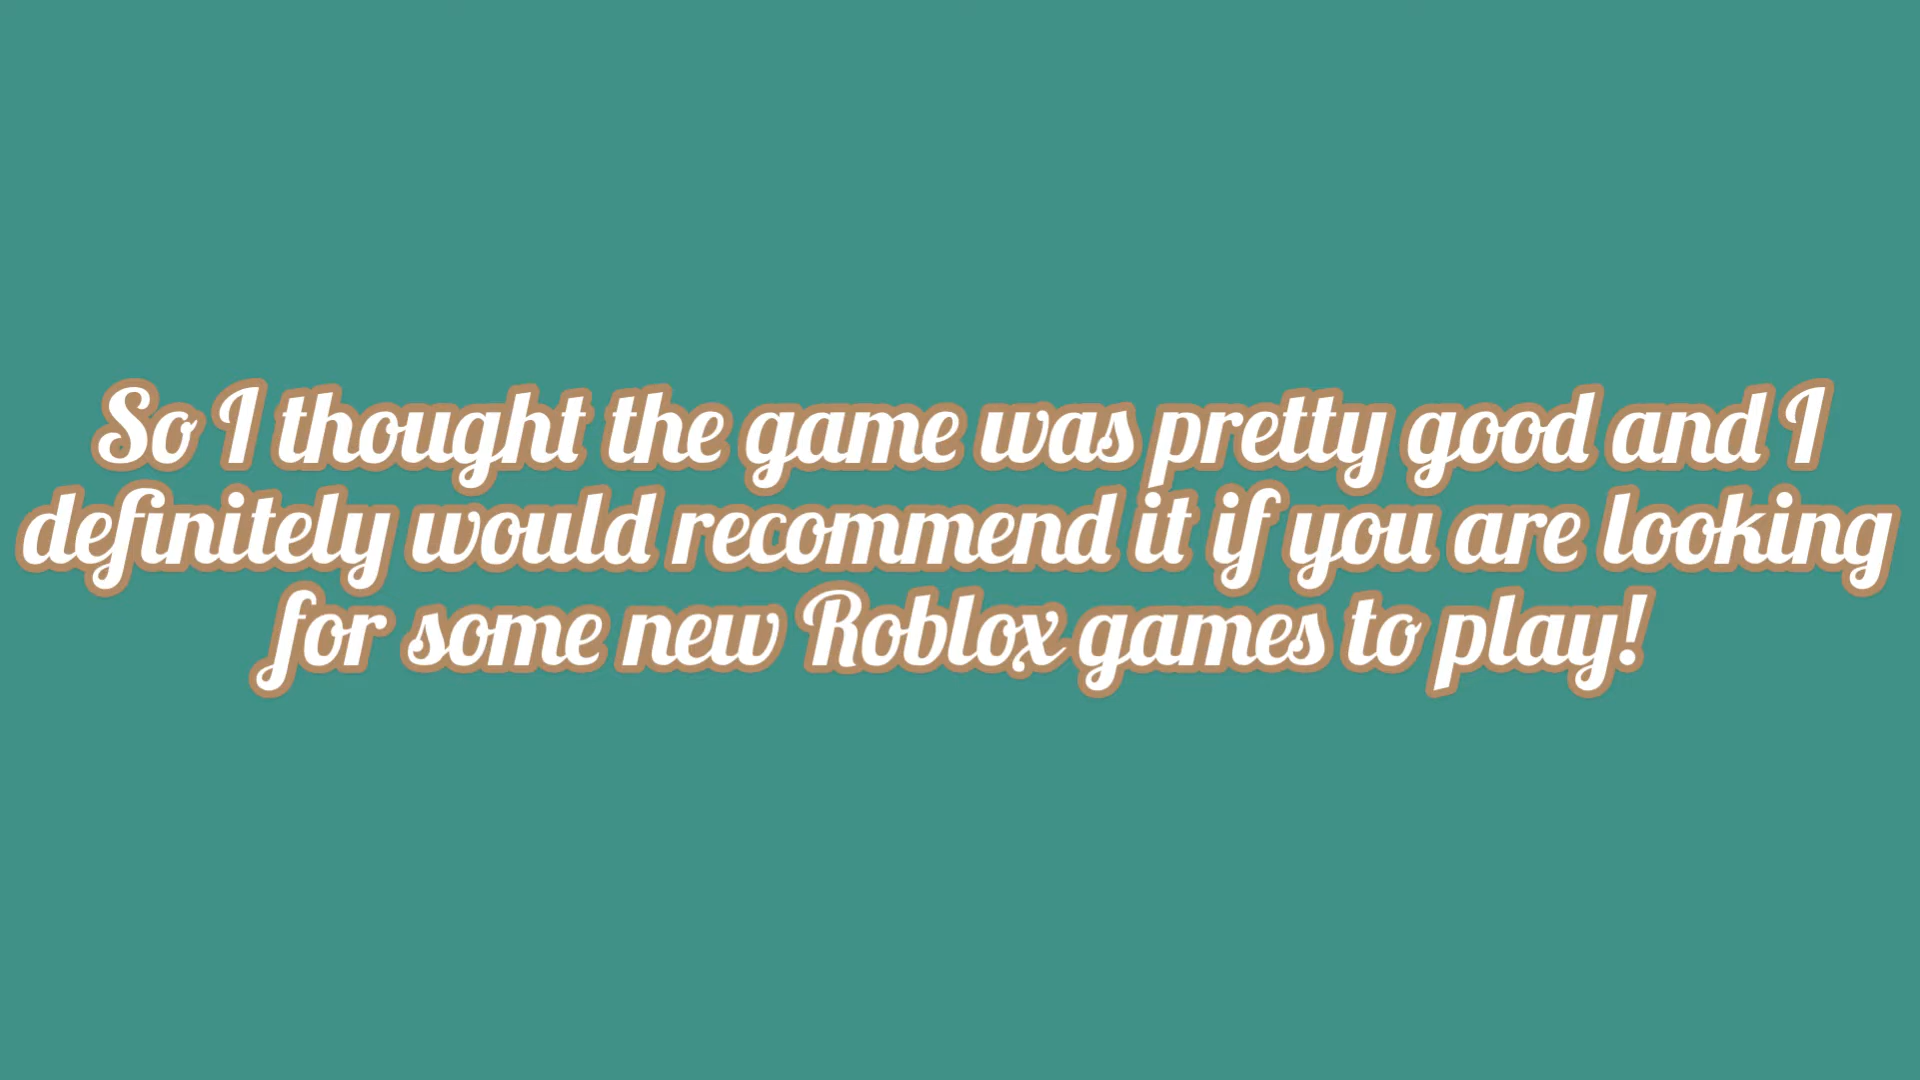 So I thought the game was pretty good and I
definitely would recommend it if you are looking
for some new Roblox games to play!